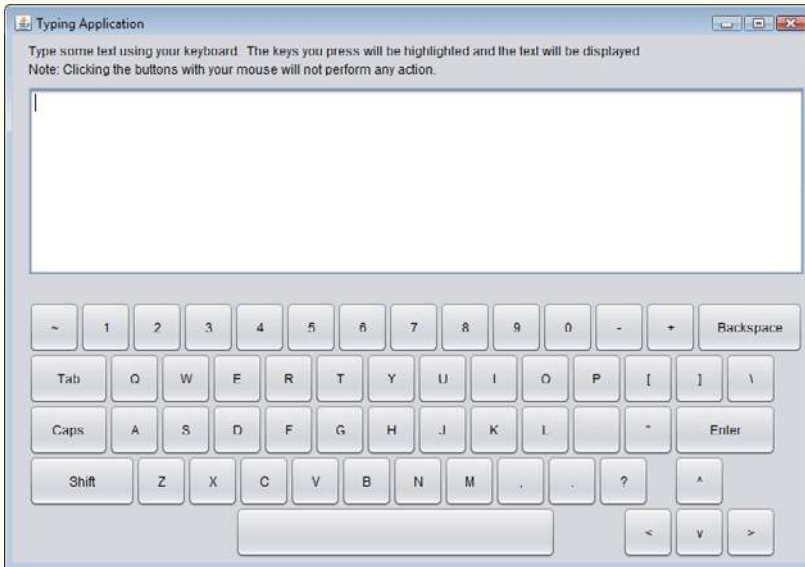 Typing Application
Type some text using your keyboard. The keys you press will be highlighted and the text will be displayed
Note: Clicking the buttons with your mouse will not perform any action.
~ 1 2 3 4 5 6 7 8 9 0 - + Backspace
Tab Q W E R T Y U I O P [ ] \
Caps A S D F G H J K L " Enter
Shift Z X C V B N M , . ? ^
< v >